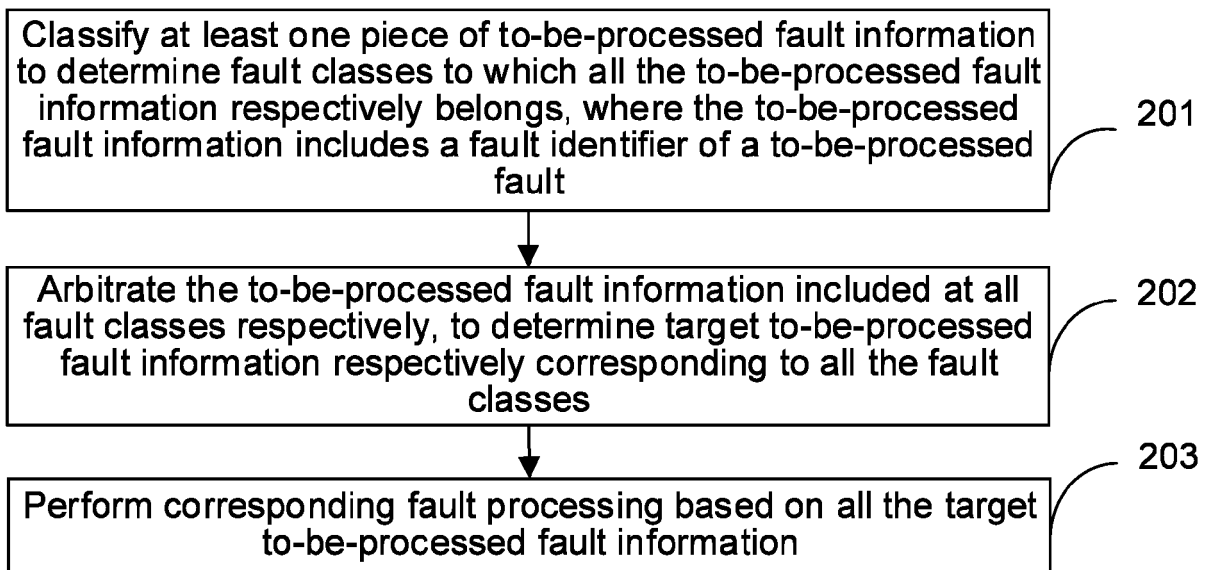 Classify at least one piece of to-be-processed fault information
to determine fault classes to which all the to-be-processed fault
information respectively belongs, where the to-be-processed
fault information includes a fault identifier of a to-be-processed
fault
201
Arbitrate the to-be-processed fault information included at all
fault classes respectively, to determine target to-be-processed
fault information respectively corresponding to all the fault
classes
202
Perform corresponding fault processing based on all the target
to-be-processed fault information
203